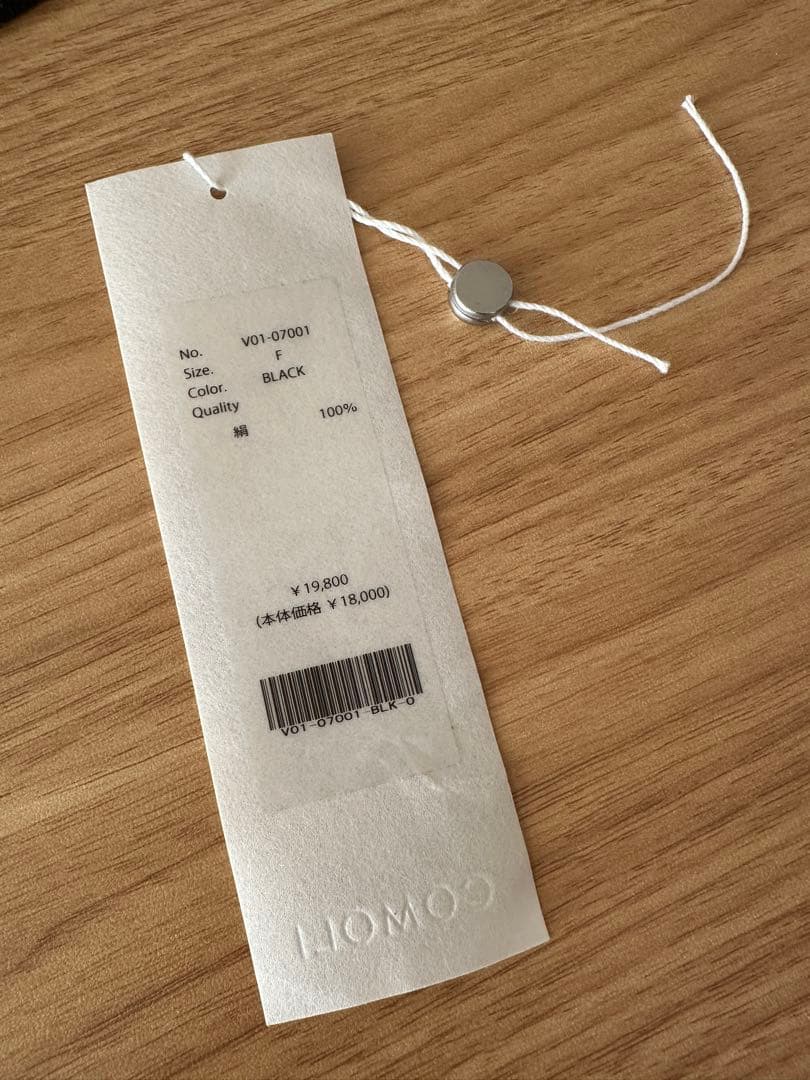 No. V01-07001
Size. F
Color. BLACK
Quality
絹 100%
¥19,800
(本体価格 ¥18,000)
V01-07001-BLK-0
COMOLI